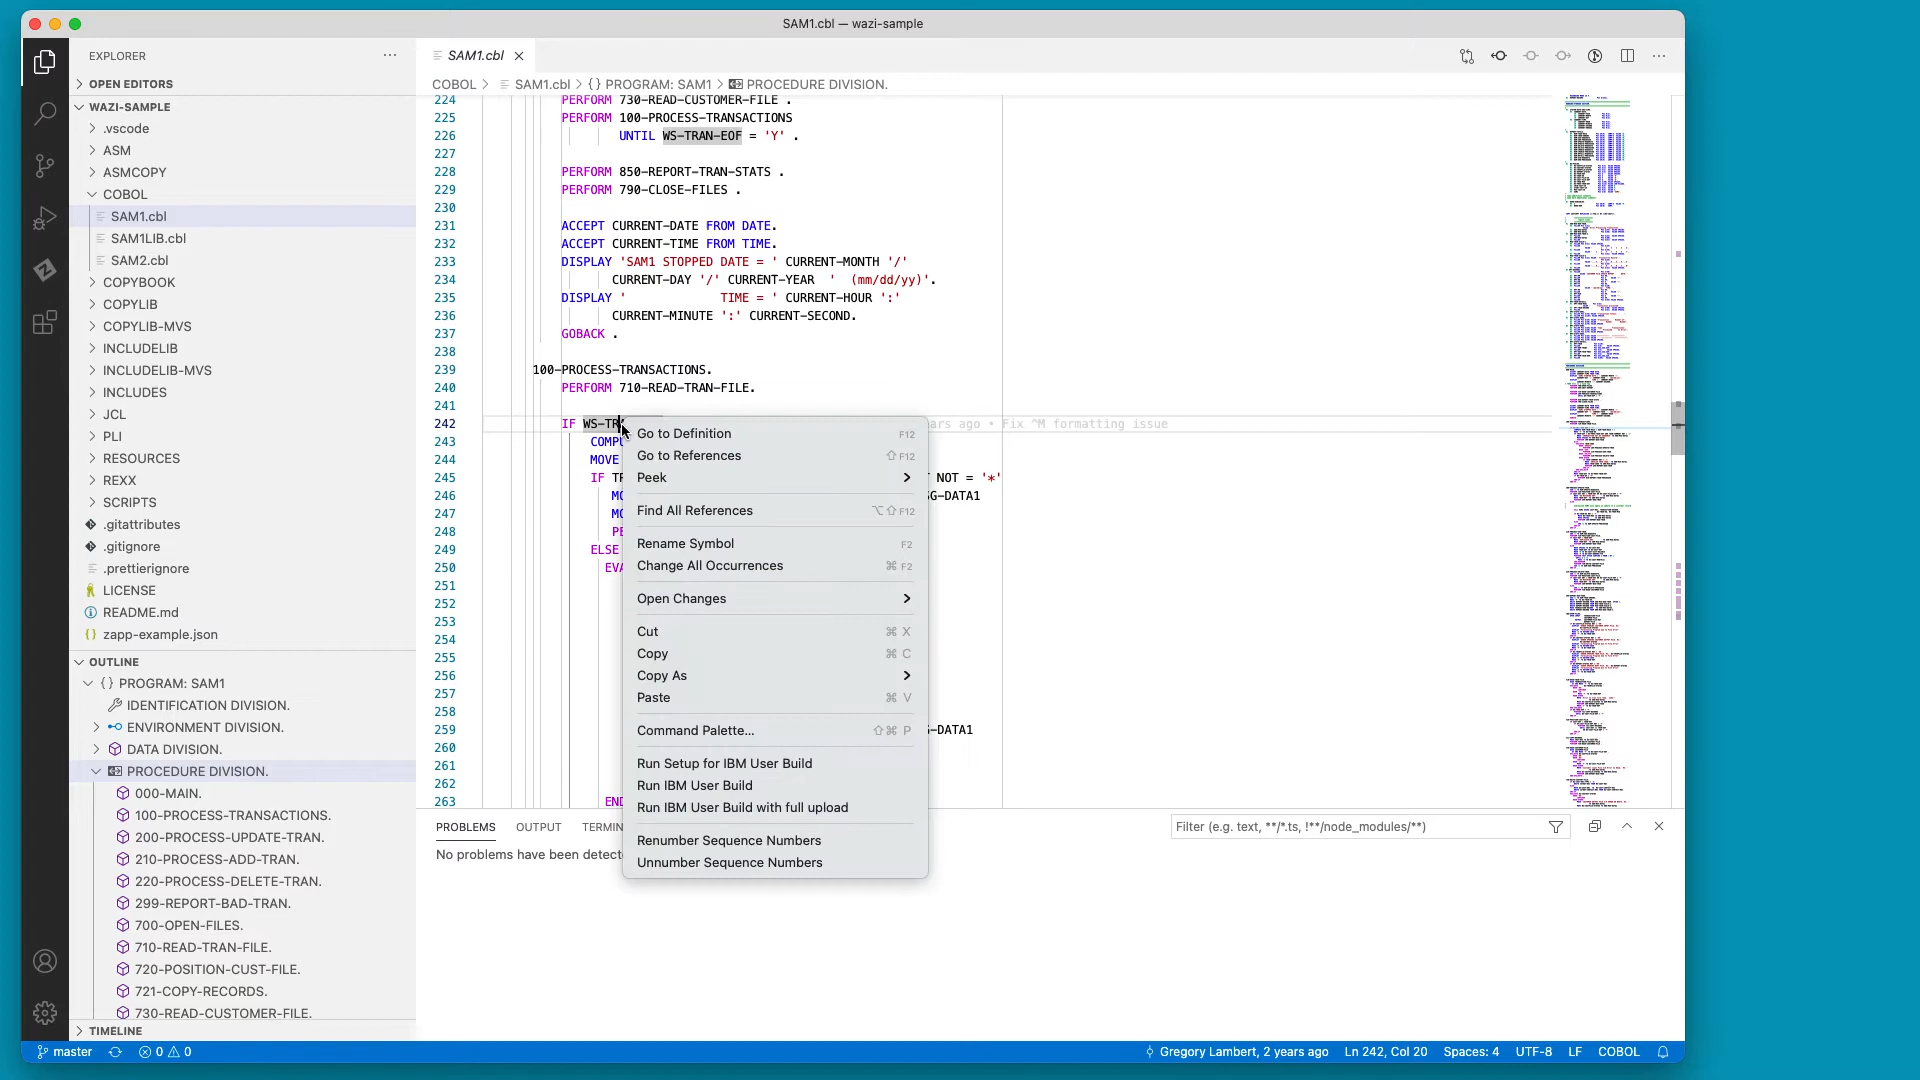 SAM1.cbl — wazi-sample
EXPLORER
OPEN EDITORS
WAZI-SAMPLE
.vscode
ASM
ASMCOPY
COBOL
SAM1.cbl
SAM1LIB.cbl
SAM2.cbl
COPYBOOK
COPYLIB
COPYLIB-MVS
INCLUDELIB
INCLUDELIB-MVS
INCLUDES
JCL
PLI
RESOURCES
REXX
SCRIPTS
.gitattributes
.gitignore
.prettierignore
LICENSE
README.md
zapp-example.json
OUTLINE
PROGRAM: SAM1
IDENTIFICATION DIVISION.
ENVIRONMENT DIVISION.
DATA DIVISION.
PROCEDURE DIVISION.
000-MAIN.
100-PROCESS-TRANSACTIONS.
200-PROCESS-UPDATE-TRAN.
210-PROCESS-ADD-TRAN.
220-PROCESS-DELETE-TRAN.
299-REPORT-BAD-TRAN.
700-OPEN-FILES.
710-READ-TRAN-FILE.
720-POSITION-CUST-FILE.
721-COPY-RECORDS.
730-READ-CUSTOMER-FILE.
TIMELINE
SAM1.cbl
COBOL > SAM1.cbl > {} PROGRAM: SAM1 > PROCEDURE DIVISION.
224 PERFORM 730-READ-CUSTOMER-FILE .
225 PERFORM 100-PROCESS-TRANSACTIONS
226 UNTIL WS-TRAN-EOF = 'Y' .
227
228 PERFORM 850-REPORT-TRAN-STATS .
229 PERFORM 790-CLOSE-FILES .
230
231 ACCEPT CURRENT-DATE FROM DATE.
232 ACCEPT CURRENT-TIME FROM TIME.
233 DISPLAY 'SAM1 STOPPED DATE = ' CURRENT-MONTH '/'
234 CURRENT-DAY '/' CURRENT-YEAR ' (mm/dd/yy)'.
235 DISPLAY ' TIME = ' CURRENT-HOUR ':'
236 CURRENT-MINUTE ':' CURRENT-SECOND.
237 GOBACK .
238
239 100-PROCESS-TRANSACTIONS.
240 PERFORM 710-READ-TRAN-FILE.
241
242 IF WS-TR ars ago • Fix ^M formatting issue
243 COMPU
244 MOVE
245 IF TR T NOT = '*'
246 MO G-DATA1
247 MO
248 PE
249 ELSE
250 EVA
251
252
253
254
255
256
257
258
259 -DATA1
260
261
262
263 END
Go to Definition F12
Go to References ⇧F12
Peek
Find All References ⌥⇧F12
Rename Symbol F2
Change All Occurrences ⌘F2
Open Changes
Cut ⌘X
Copy ⌘C
Copy As
Paste ⌘V
Command Palette... ⇧⌘P
Run Setup for IBM User Build
Run IBM User Build
Run IBM User Build with full upload
Renumber Sequence Numbers
Unnumber Sequence Numbers
PROBLEMS OUTPUT TERMIN
Filter (e.g. text, **/*.ts, !**/node_modules/**)
No problems have been detect
master 0 0
Gregory Lambert, 2 years ago Ln 242, Col 20 Spaces: 4 UTF-8 LF COBOL